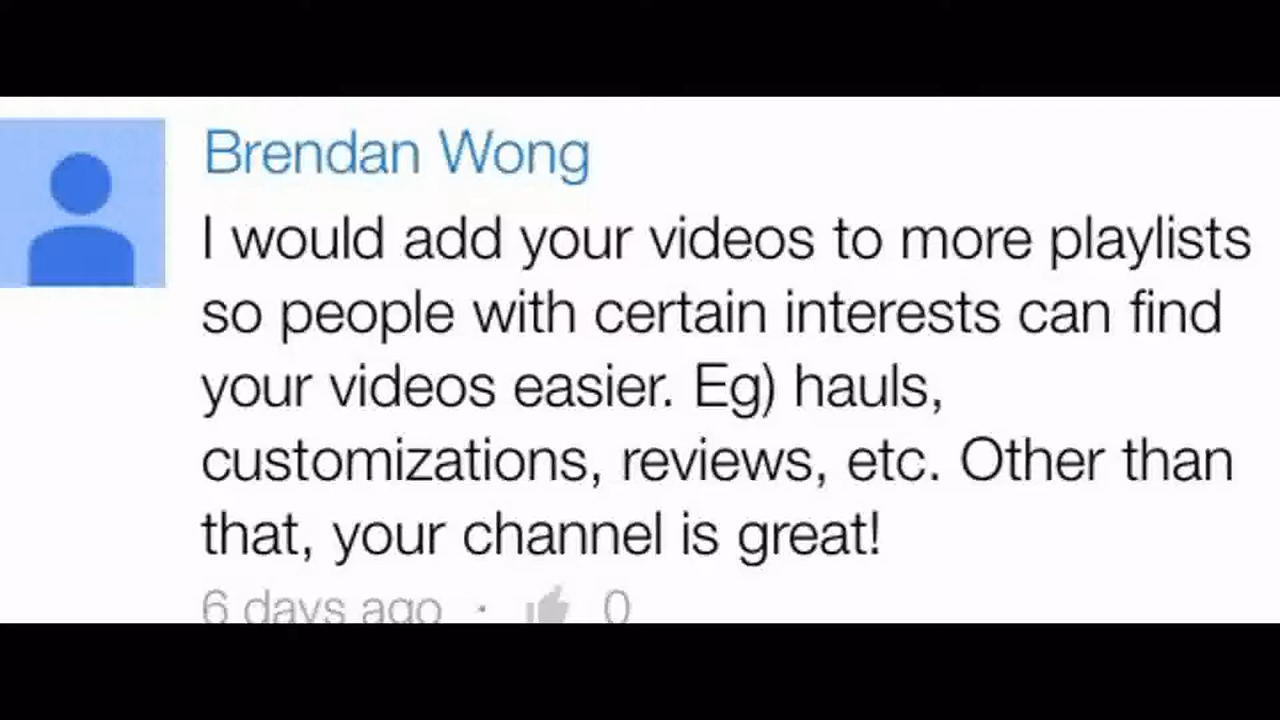 Brendan Wong
I would add your videos to more playlists
so people with certain interests can find
your videos easier. Eg) hauls,
customizations, reviews, etc. Other than
that, your channel is great!
6 days ago · 0